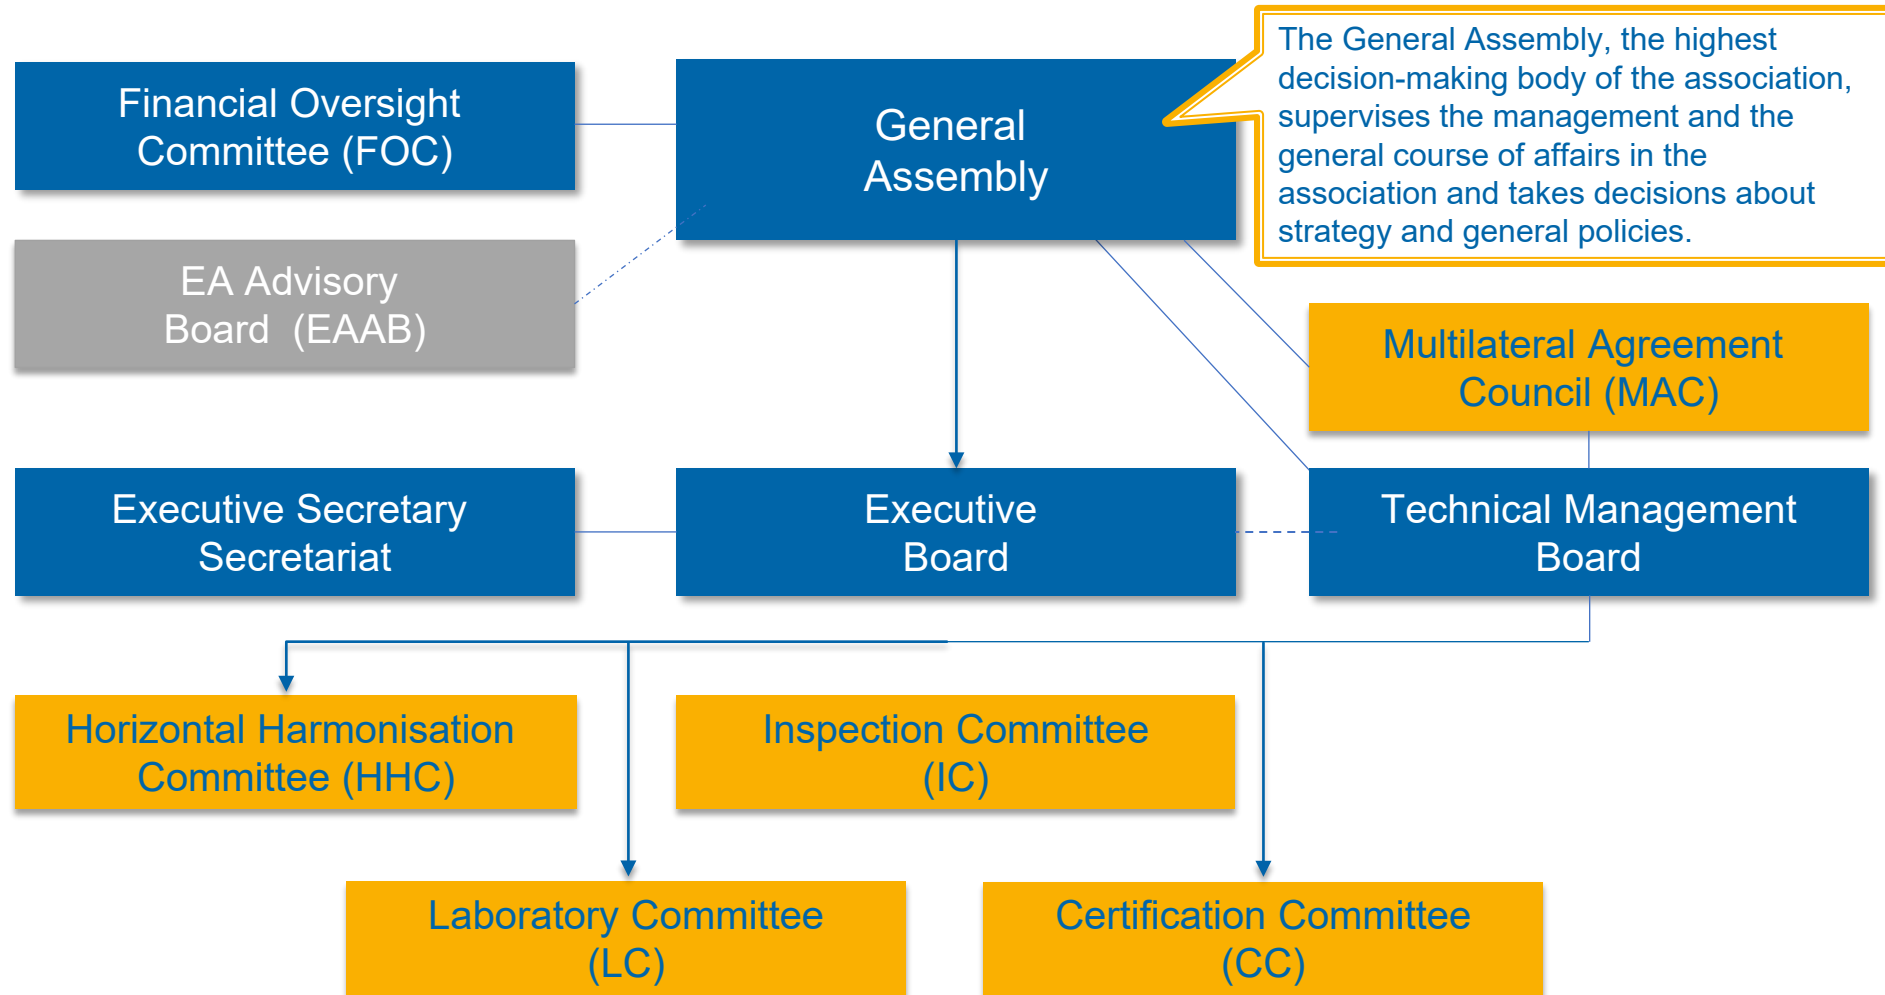 Financial Oversight
Committee (FOC)
General
Assembly
The General Assembly, the highest
decision-making body of the association,
supervises the management and the
general course of affairs in the
association and takes decisions about
strategy and general policies.
EA Advisory
Board (EAAB)
Multilateral Agreement
Council (MAC)
Executive Secretary
Secretariat
Executive
Board
Technical Management
Board
Horizontal Harmonisation
Committee (HHC)
Inspection Committee
(IC)
Laboratory Committee
(LC)
Certification Committee
(CC)